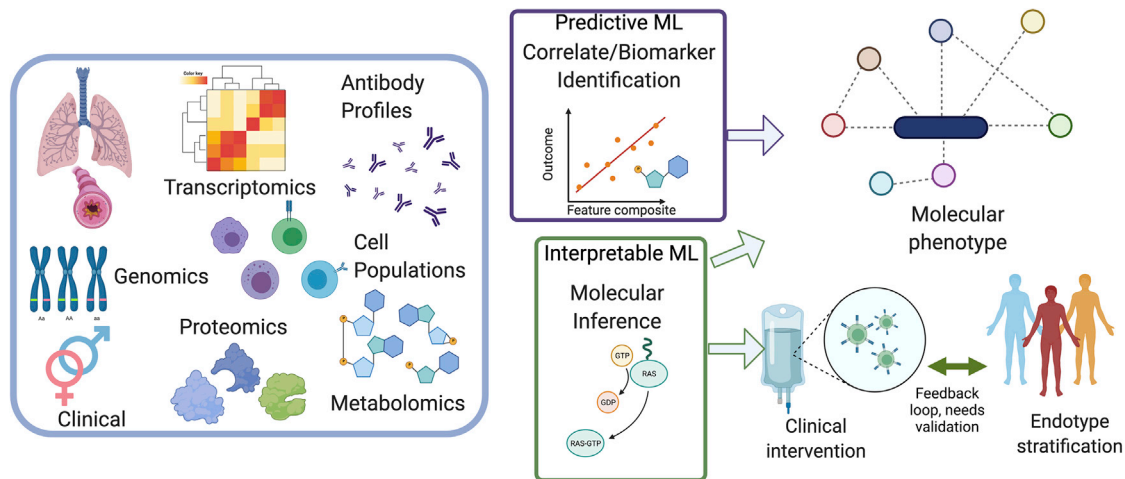 Color key
Transcriptomics
Antibody
Profiles
Genomics
Aa
AA
aa
Cell
Populations
Proteomics
Clinical
Metabolomics
Predictive ML
Correlate/Biomarker
Identification
Outcome
Feature composite
P
Interpretable ML
Molecular
Inference
GTP
RAS
GDP
RAS-GTP
Molecular
phenotype
Clinical
intervention
Feedback
loop, needs
validation
Endotype
stratification